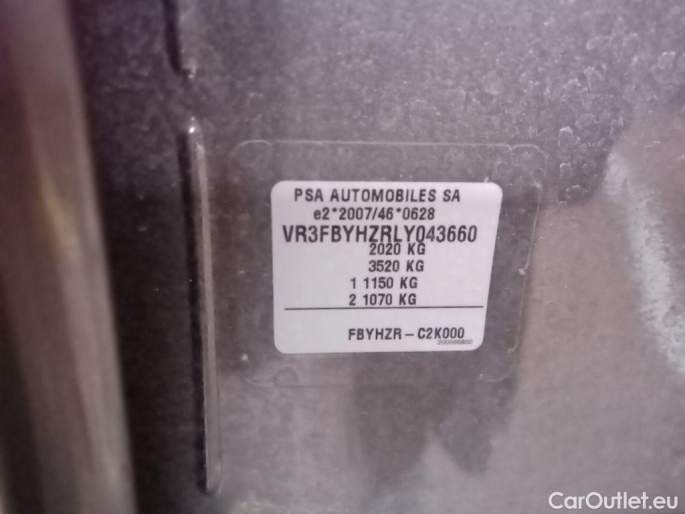 PSA AUTOMOBILES SA
e2*2007/46*0628
VR3FBYHZRLY043660
2020 KG
3520 KG
1 1150 KG
2 1070 KG
FBYHZR - C2K000
CarOutlet.eu